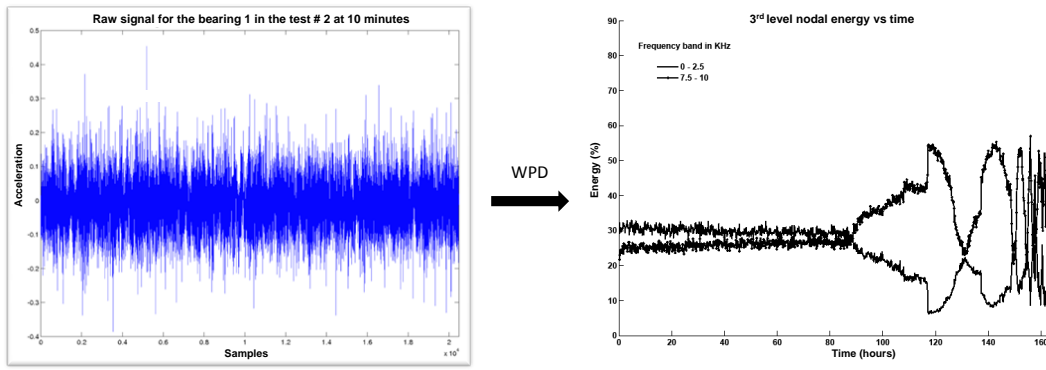 Raw signal for the bearing 1 in the test # 2 at 10 minutes
0.5
0.4
0.3
0.2
0.1
0
-0.1
-0.2
-0.3
-0.4
Acceleration
0 0.2 0.4 0.6 0.8 1 1.2 1.4 1.6 1.8 2
x 10⁴
Samples
WPD
3rd level nodal energy vs time
90
80
70
60
50
40
30
20
10
0
Energy (%)
Frequency band in KHz
0 - 2.5
7.5 - 10
0 20 40 60 80 100 120 140 160
Time (hours)